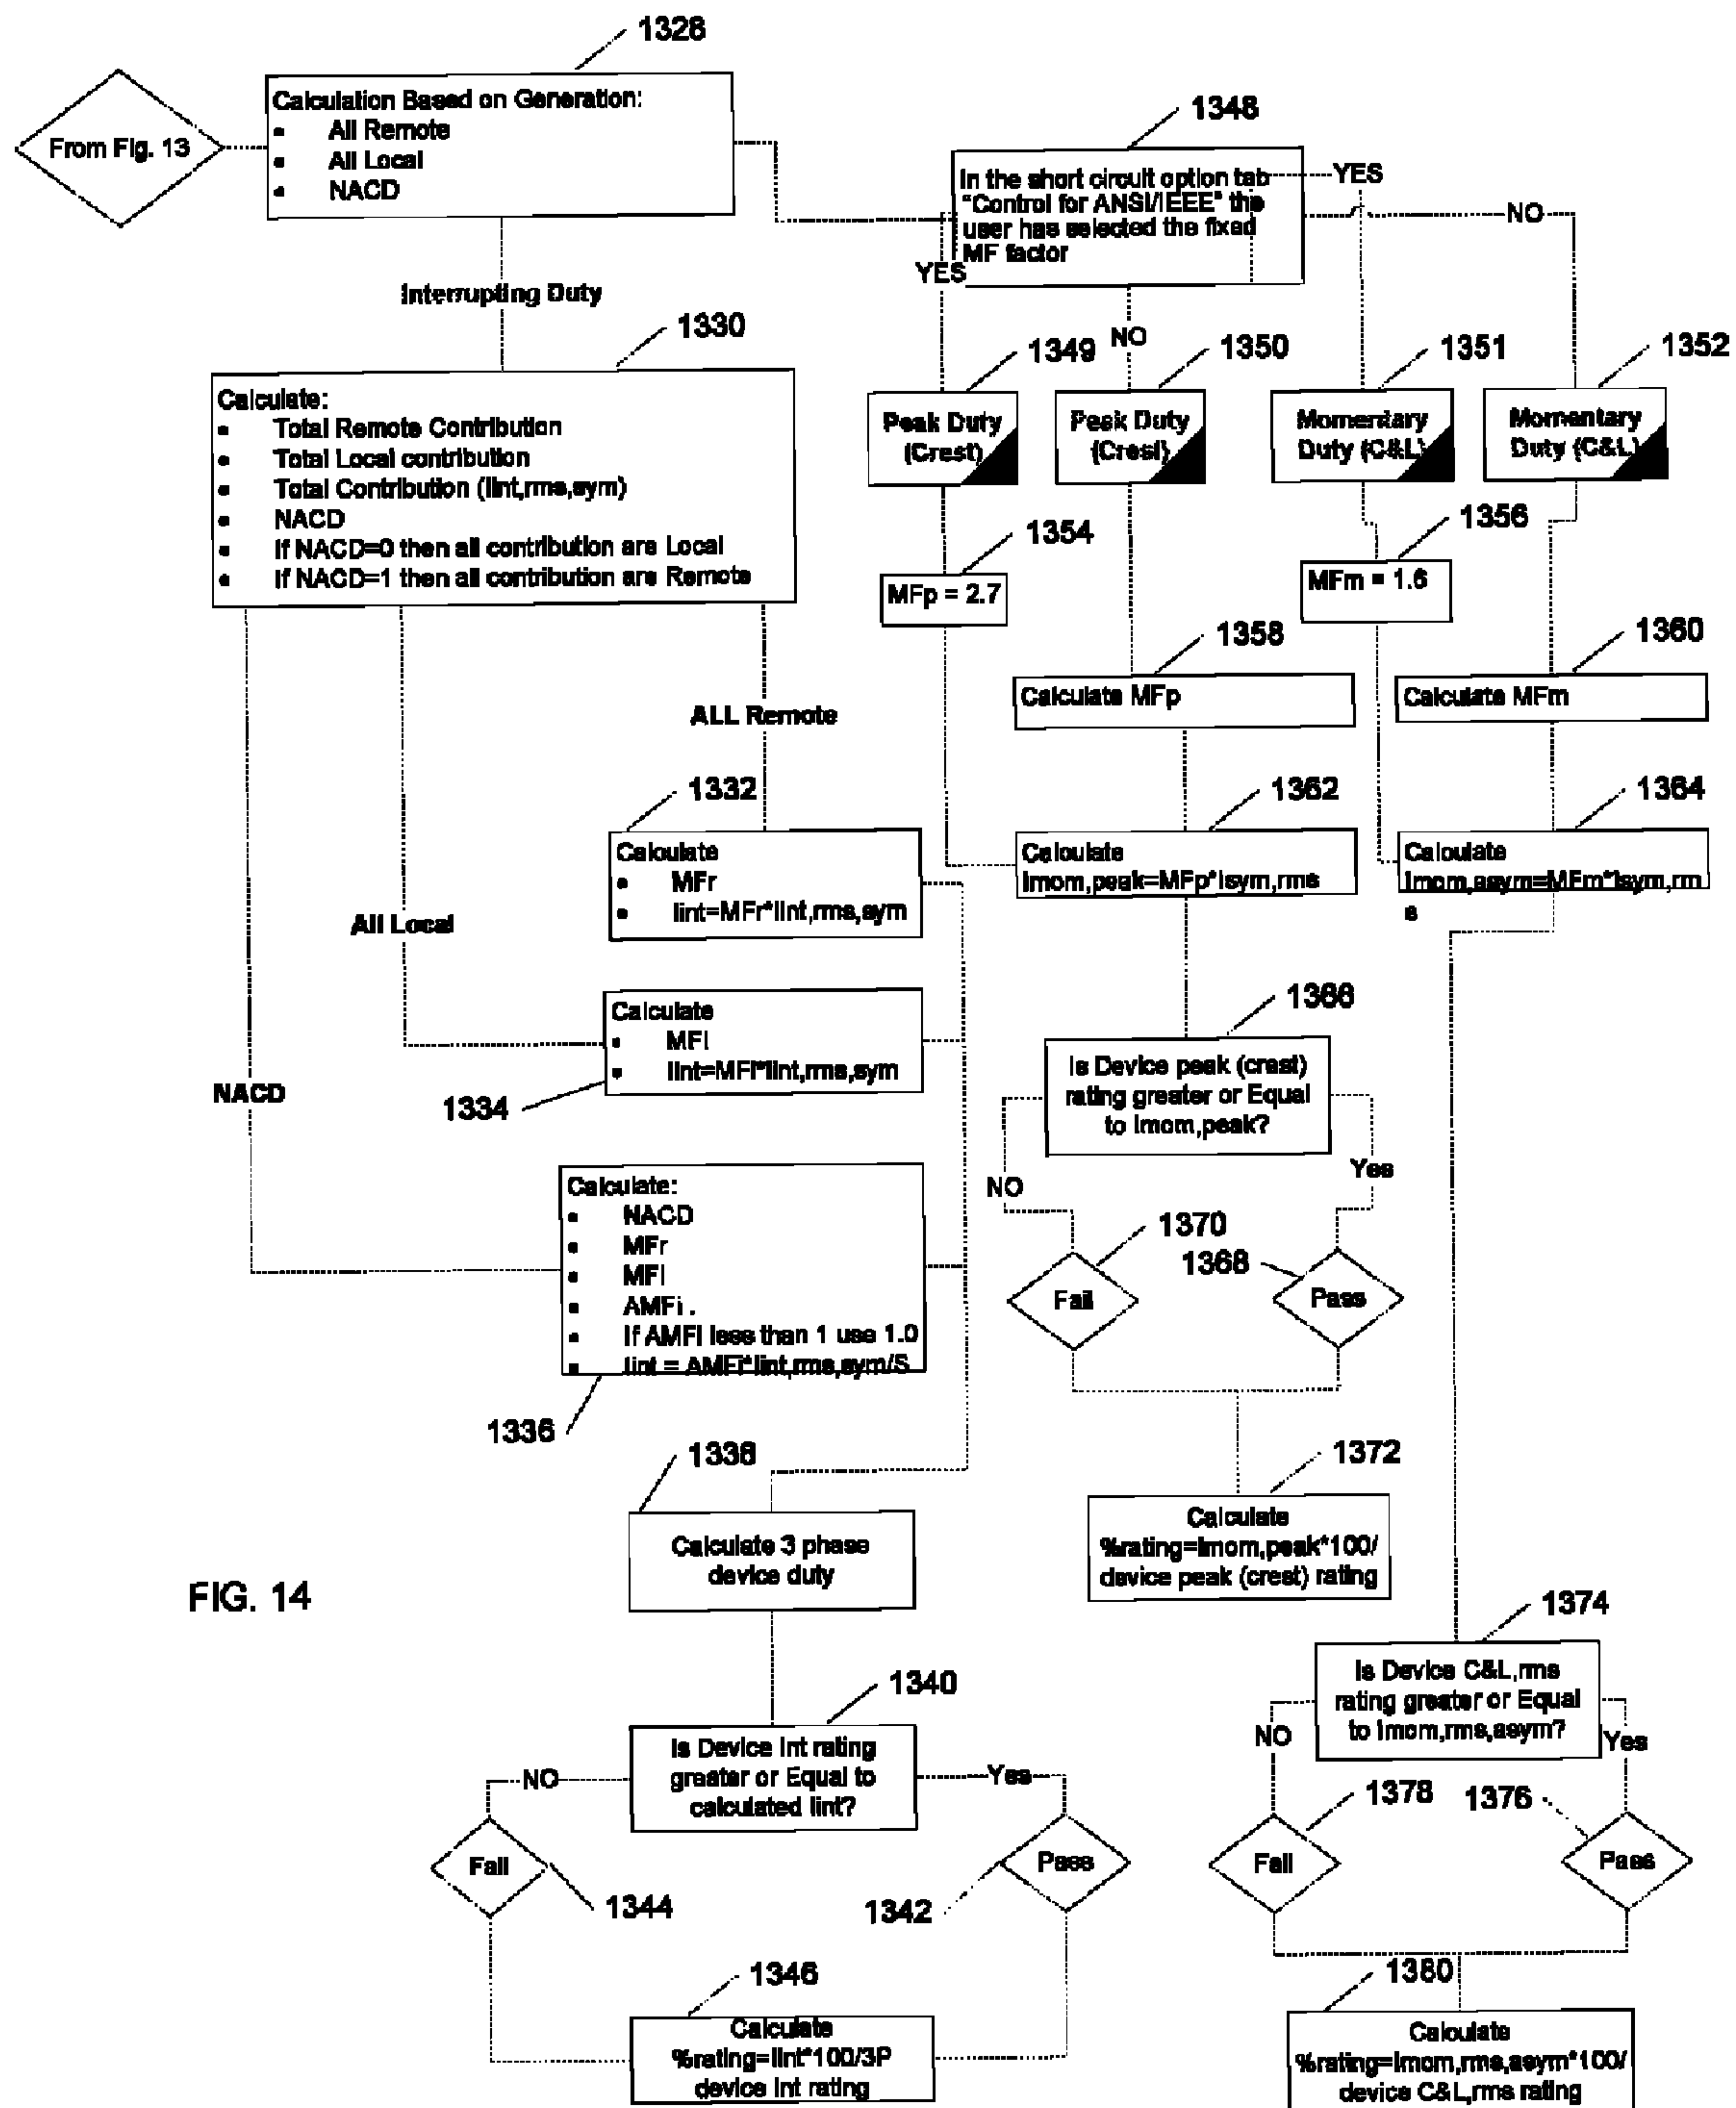 1328
From Fig. 13
Calculation Based on Generation:
▪ All Remote
▪ All Local
▪ NACD
1348
In the short circuit option tab
"Control for ANSI/IEEE" the
user has selected the fixed
MF factor
YES
NO
YES
NO
Interrupting Duty
1330
Calculate:
▪ Total Remote Contribution
▪ Total Local contribution
▪ Total Contribution (Iint,rms,sym)
▪ NACD
▪ If NACD=0 then all contribution are Local
▪ If NACD=1 then all contribution are Remote
1349
Peak Duty
(Crest)
1350
Peak Duty
(Crest)
1351
Momentary
Duty (C&L)
1352
Momentary
Duty (C&L)
1354
MFp = 2.7
1356
MFm = 1.6
1358
Calculate MFp
1360
Calculate MFm
ALL Remote
All Local
NACD
1332
Calculate
▪ MFr
▪ Iint=MFr*Iint,rms,sym
1362
Calculate
Imom,peak=MFp*Isym,rms
1364
Calculate
Imom,asym=MFm*Isym,rm
s
1334
Calculate
▪ MFl
▪ Iint=MFl*Iint,rms,sym
1366
Is Device peak (crest)
rating greater or Equal
to Imom,peak?
NO
Yes
1336
Calculate:
▪ NACD
▪ MFr
▪ MFl
▪ AMFi .
▪ If AMFi less than 1 use 1.0
▪ Iint = AMFi*Iint,rms,sym/S
1370
Fail
1368
Pass
1338
Calculate 3 phase
device duty
1372
Calculate
%rating=Imom,peak*100/
device peak (crest) rating
FIG. 14
1340
Is Device Int rating
greater or Equal to
calculated Iint?
NO
Yes
1374
Is Device C&L,rms
rating greater or Equal
to Imom,rms,asym?
NO
Yes
Fail
1344
Pass
1342
1378
Fail
1376
Pass
1346
Calculate
%rating=Iint*100/3P
device Int rating
1380
Calculate
%rating=Imom,rms,asym*100/
device C&L,rms rating